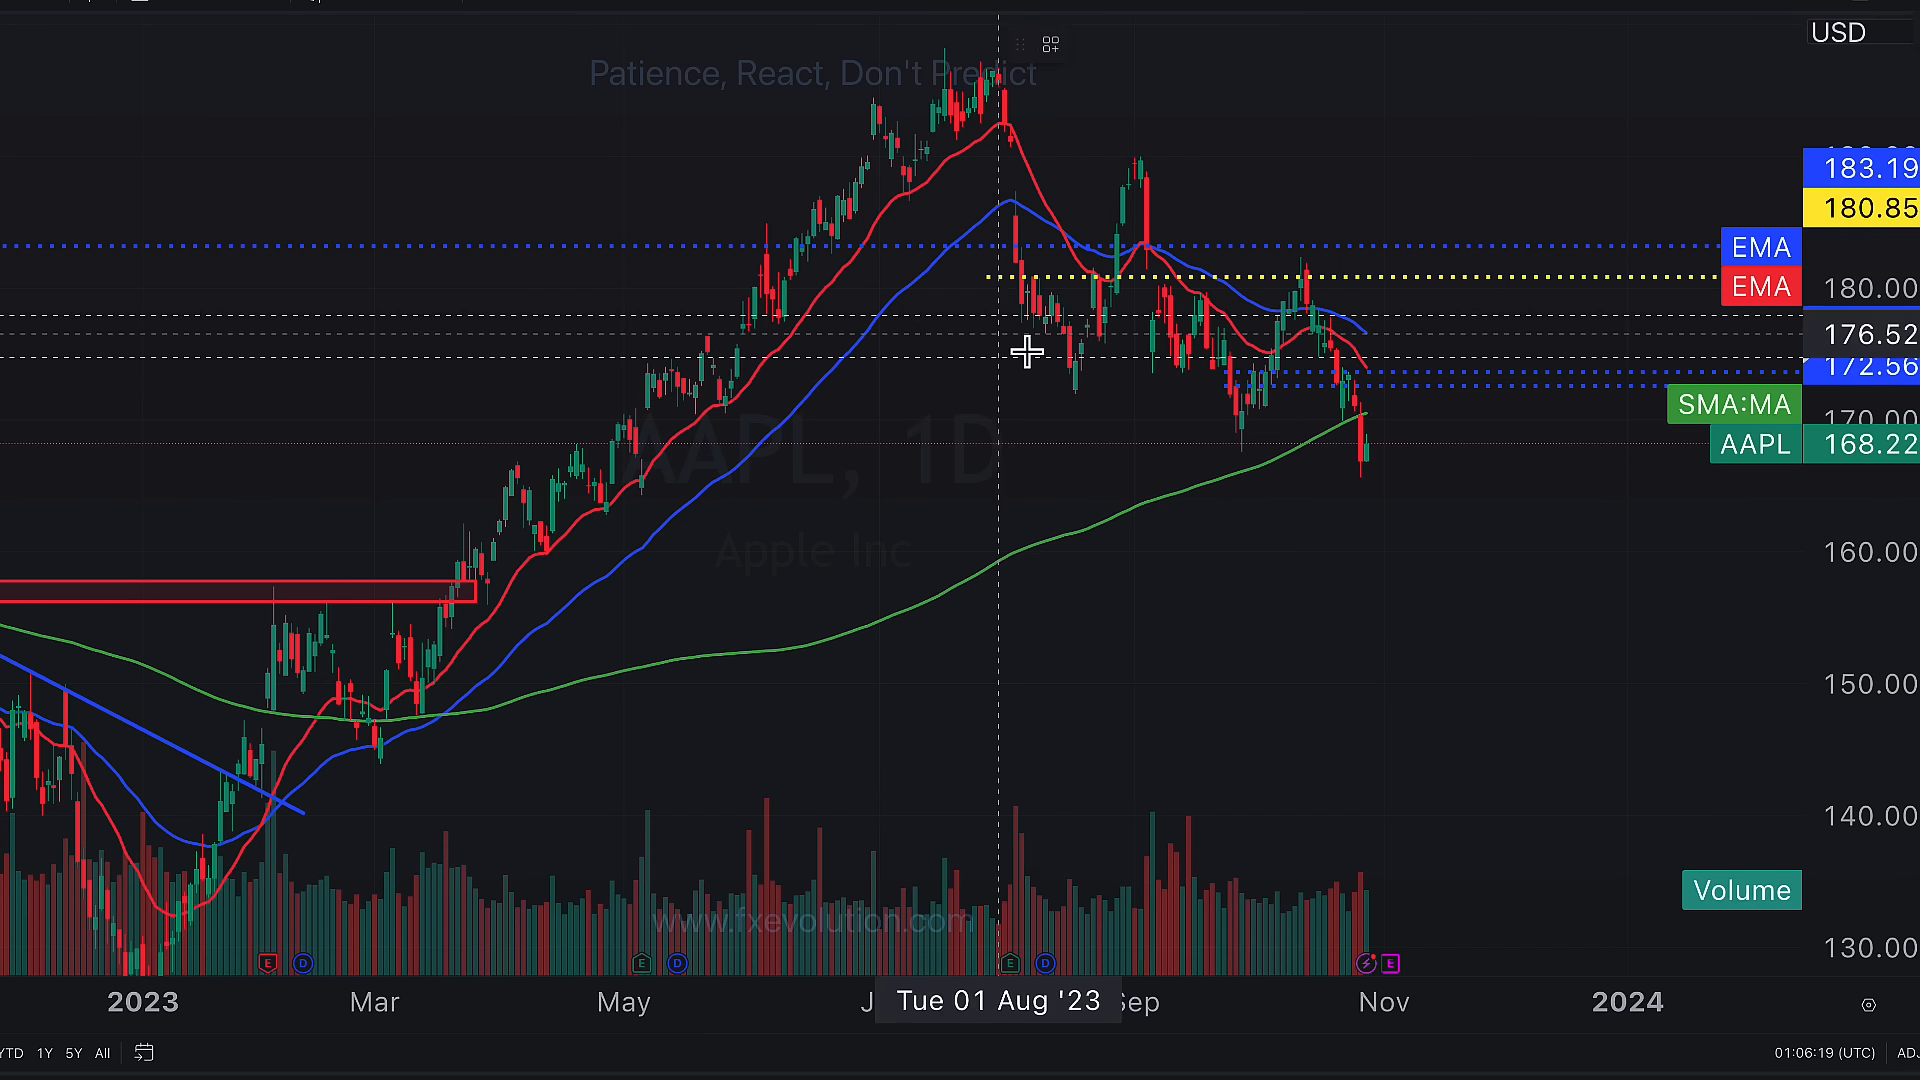 USD
Patience, React, Don't Predict
183.19
180.85
EMA
EMA
180.00
176.52
172.56
SMA:MA
170.00
AAPL, 1D
AAPL
168.22
Apple Inc
160.00
150.00
140.00
Volume
www.fxevolution.com
130.00
E
D
E
D
E
D
E
2023
Mar
May
Tue 01 Aug '23
Sep
Nov
2024
YTD
1Y
5Y
All
01:06:19 (UTC)